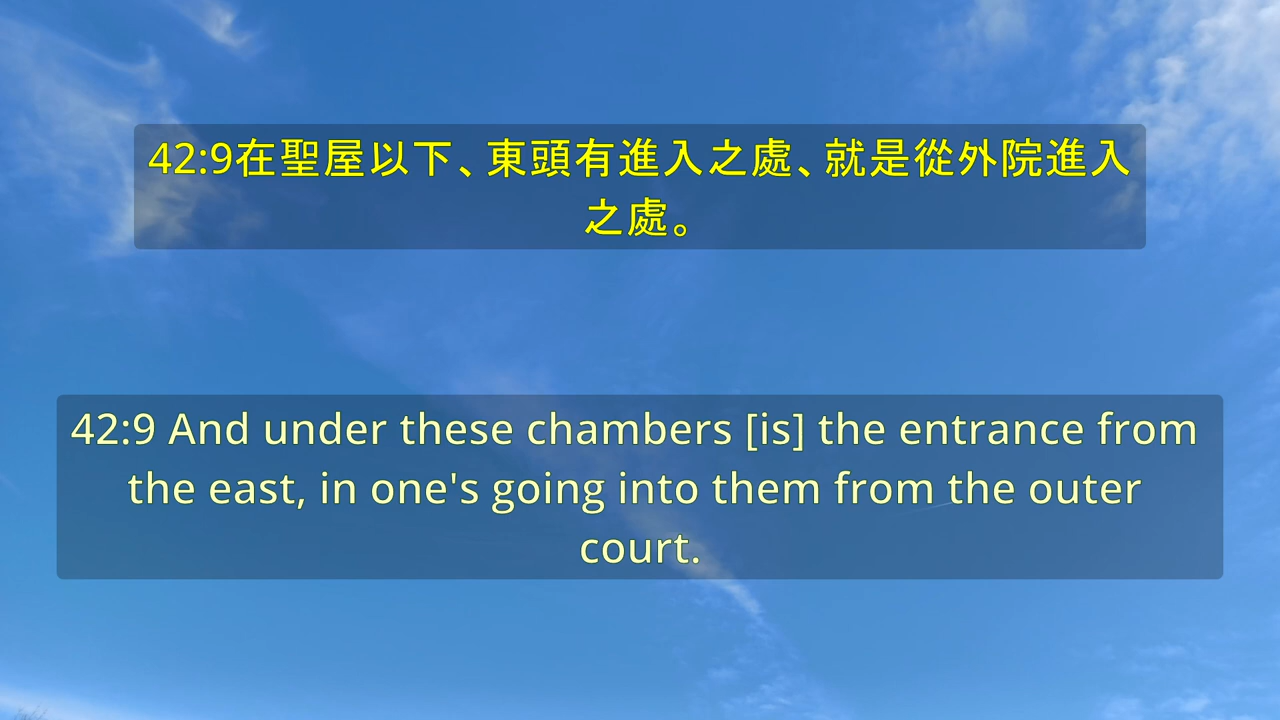 42:9在聖屋以下、東頭有進入之處、就是從外院進入
之處。
42:9 And under these chambers [is] the entrance from
the east, in one's going into them from the outer
court.